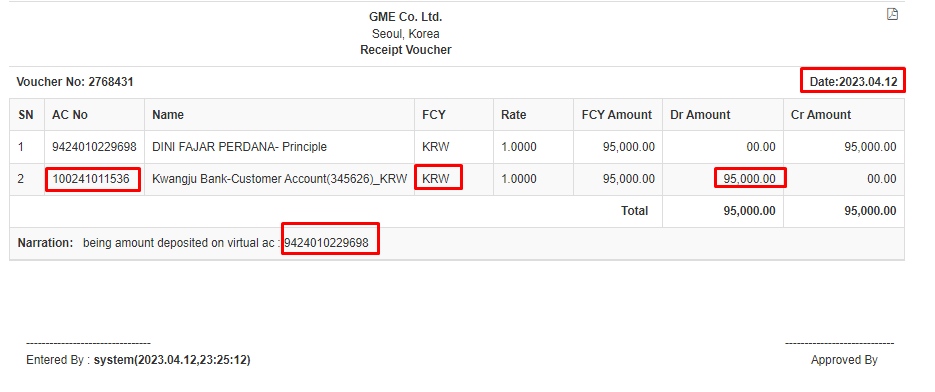 GME Co. Ltd.
Seoul, Korea
Receipt Voucher
Voucher No: 2768431 Date:2023.04.12
SN AC No Name FCY Rate FCY Amount Dr Amount Cr Amount
1 9424010229698 DINI FAJAR PERDANA- Principle KRW 1.0000 95,000.00 00.00 95,000.00
2 100241011536 Kwangju Bank-Customer Account(345626)_KRW KRW 1.0000 95,000.00 95,000.00 00.00
Total 95,000.00 95,000.00
Narration: being amount deposited on virtual ac : 9424010229698
-------------------------------- ----------------------------
Entered By : system(2023.04.12,23:25:12) Approved By